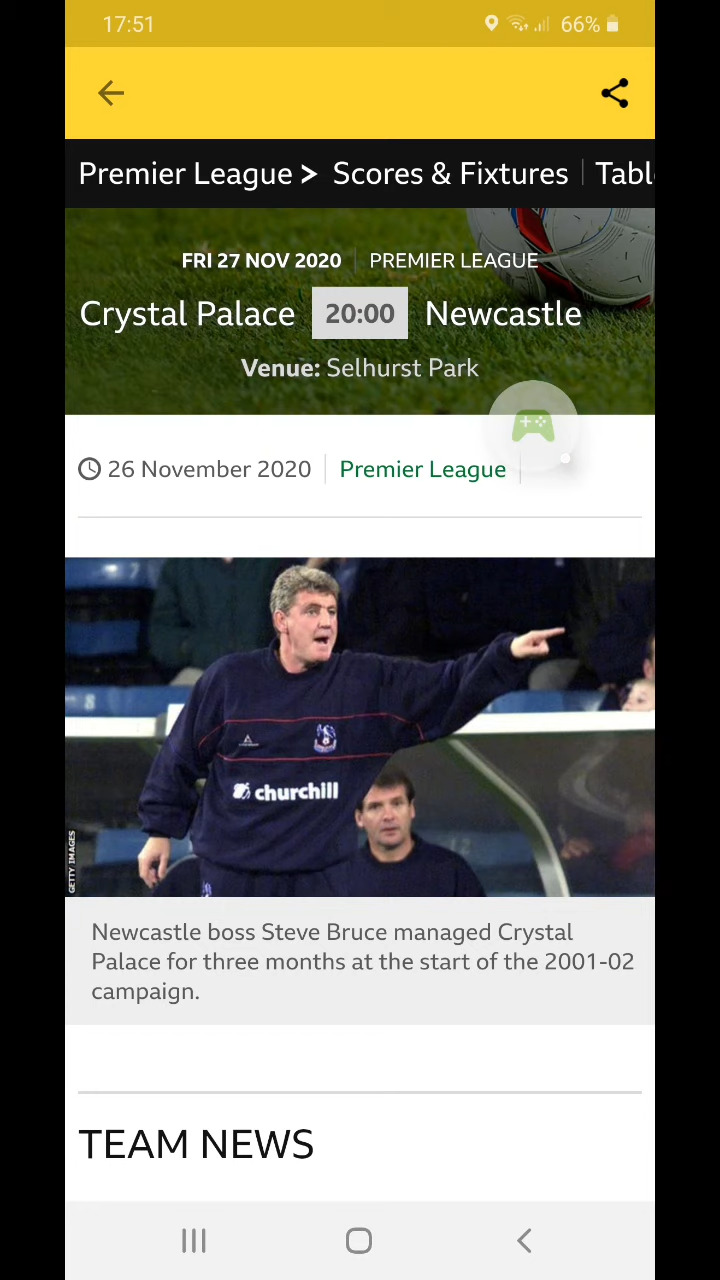 17:51
66%
Premier League > Scores & Fixtures Tabl
FRI 27 NOV 2020 PREMIER LEAGUE
Crystal Palace 20:00 Newcastle
Venue: Selhurst Park
26 November 2020 Premier League
churchill
GETTY IMAGES
Newcastle boss Steve Bruce managed Crystal
Palace for three months at the start of the 2001-02
campaign.
TEAM NEWS